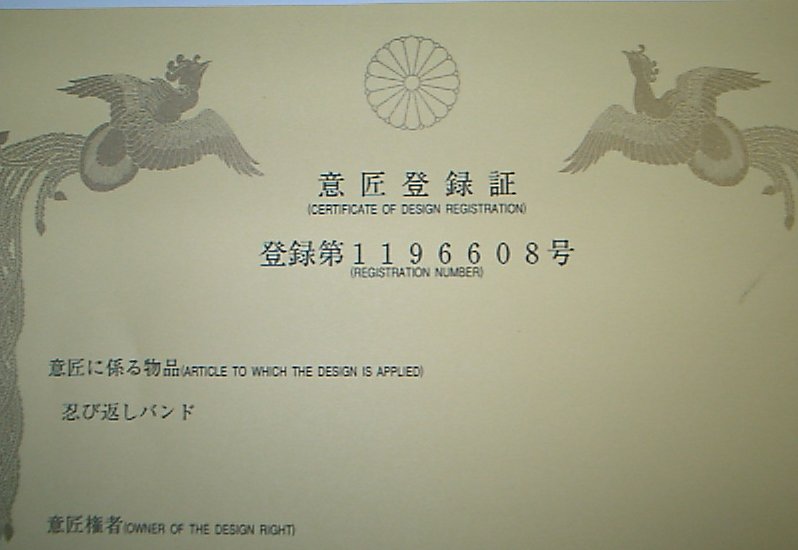 意匠登録証
(CERTIFICATE OF DESIGN REGISTRATION)
登録第1196608号
(REGISTRATION NUMBER)
意匠に係る物品(ARTICLE TO WHICH THE DESIGN IS APPLIED)
忍び返しバンド
意匠権者(OWNER OF THE DESIGN RIGHT)